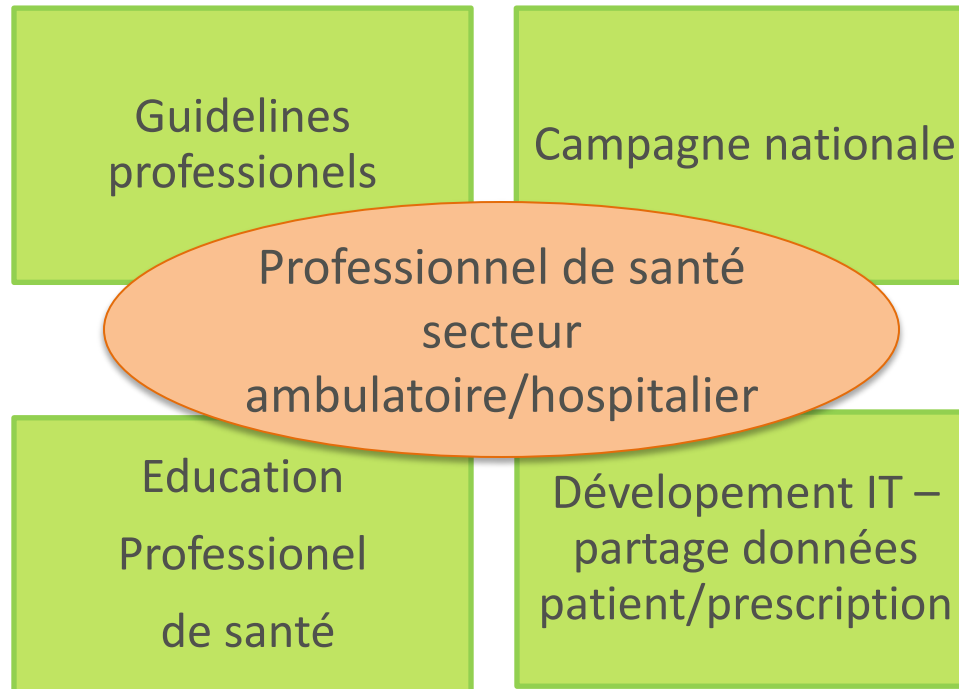 Guidelines
professionels
Campagne nationale
Professionnel de santé
secteur
ambulatoire/hospitalier
Education
Professionel
de santé
Dévelopement IT –
partage données
patient/prescription